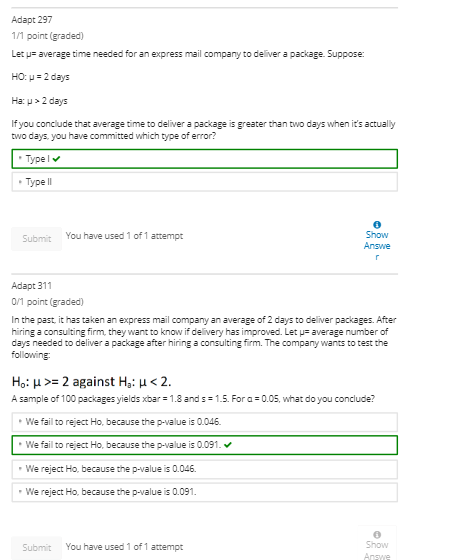 Adapt 297
1/1 point (graded)
Let μ= average time needed for an express mail company to deliver a package. Suppose:
HO: μ = 2 days
Ha: μ > 2 days
If you conclude that average time to deliver a package is greater than two days when it's actually
two days, you have committed which type of error?
Type I ✔
Type II
Submit You have used 1 of 1 attempt
Show
Answe
r
Adapt 311
0/1 point (graded)
In the past, it has taken an express mail company an average of 2 days to deliver packages. After
hiring a consulting firm, they want to know if delivery has improved. Let μ= average number of
days needed to deliver a package after hiring a consulting firm. The company wants to test the
following:
H₀: μ >= 2 against Hₐ: μ < 2.
A sample of 100 packages yields xbar = 1.8 and s = 1.5. For α = 0.05, what do you conclude?
We fail to reject Ho, because the p-value is 0.046.
We fail to reject Ho, because the p-value is 0.091. ✔
We reject Ho, because the p-value is 0.046.
We reject Ho, because the p-value is 0.091.
Submit You have used 1 of 1 attempt
Show
Answe